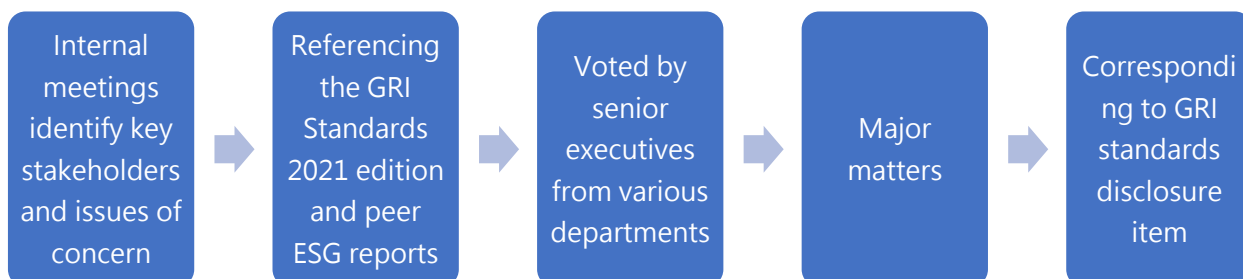 Internal
meetings
identify key
stakeholders
and issues of
concern
Referencing
the GRI
Standards
2021 edition
and peer
ESG reports
Voted by
senior
executives
from various
departments
Major
matters
Correspondi
ng to GRI
standards
disclosure
item